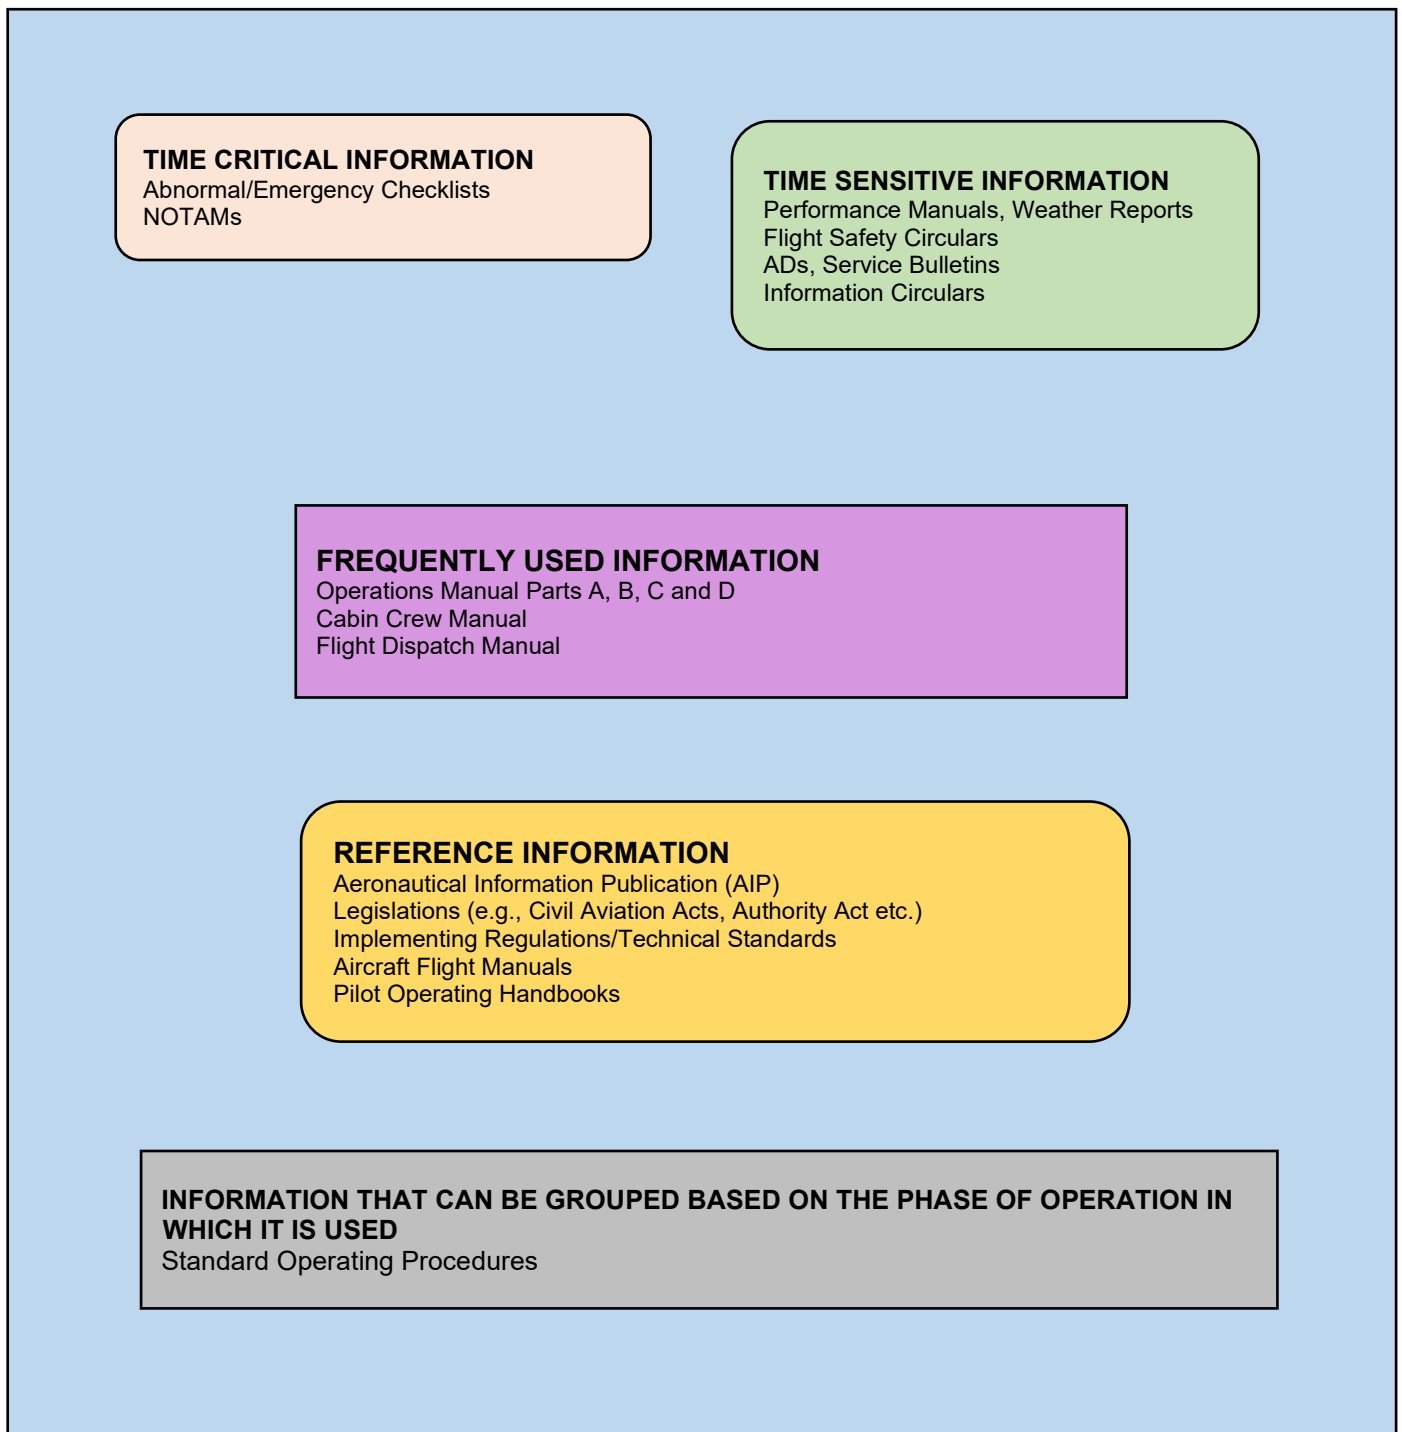 TIME CRITICAL INFORMATION
Abnormal/Emergency Checklists
NOTAMs
TIME SENSITIVE INFORMATION
Performance Manuals, Weather Reports
Flight Safety Circulars
ADs, Service Bulletins
Information Circulars
FREQUENTLY USED INFORMATION
Operations Manual Parts A, B, C and D
Cabin Crew Manual
Flight Dispatch Manual
REFERENCE INFORMATION
Aeronautical Information Publication (AIP)
Legislations (e.g., Civil Aviation Acts, Authority Act etc.)
Implementing Regulations/Technical Standards
Aircraft Flight Manuals
Pilot Operating Handbooks
INFORMATION THAT CAN BE GROUPED BASED ON THE PHASE OF OPERATION IN
WHICH IT IS USED
Standard Operating Procedures